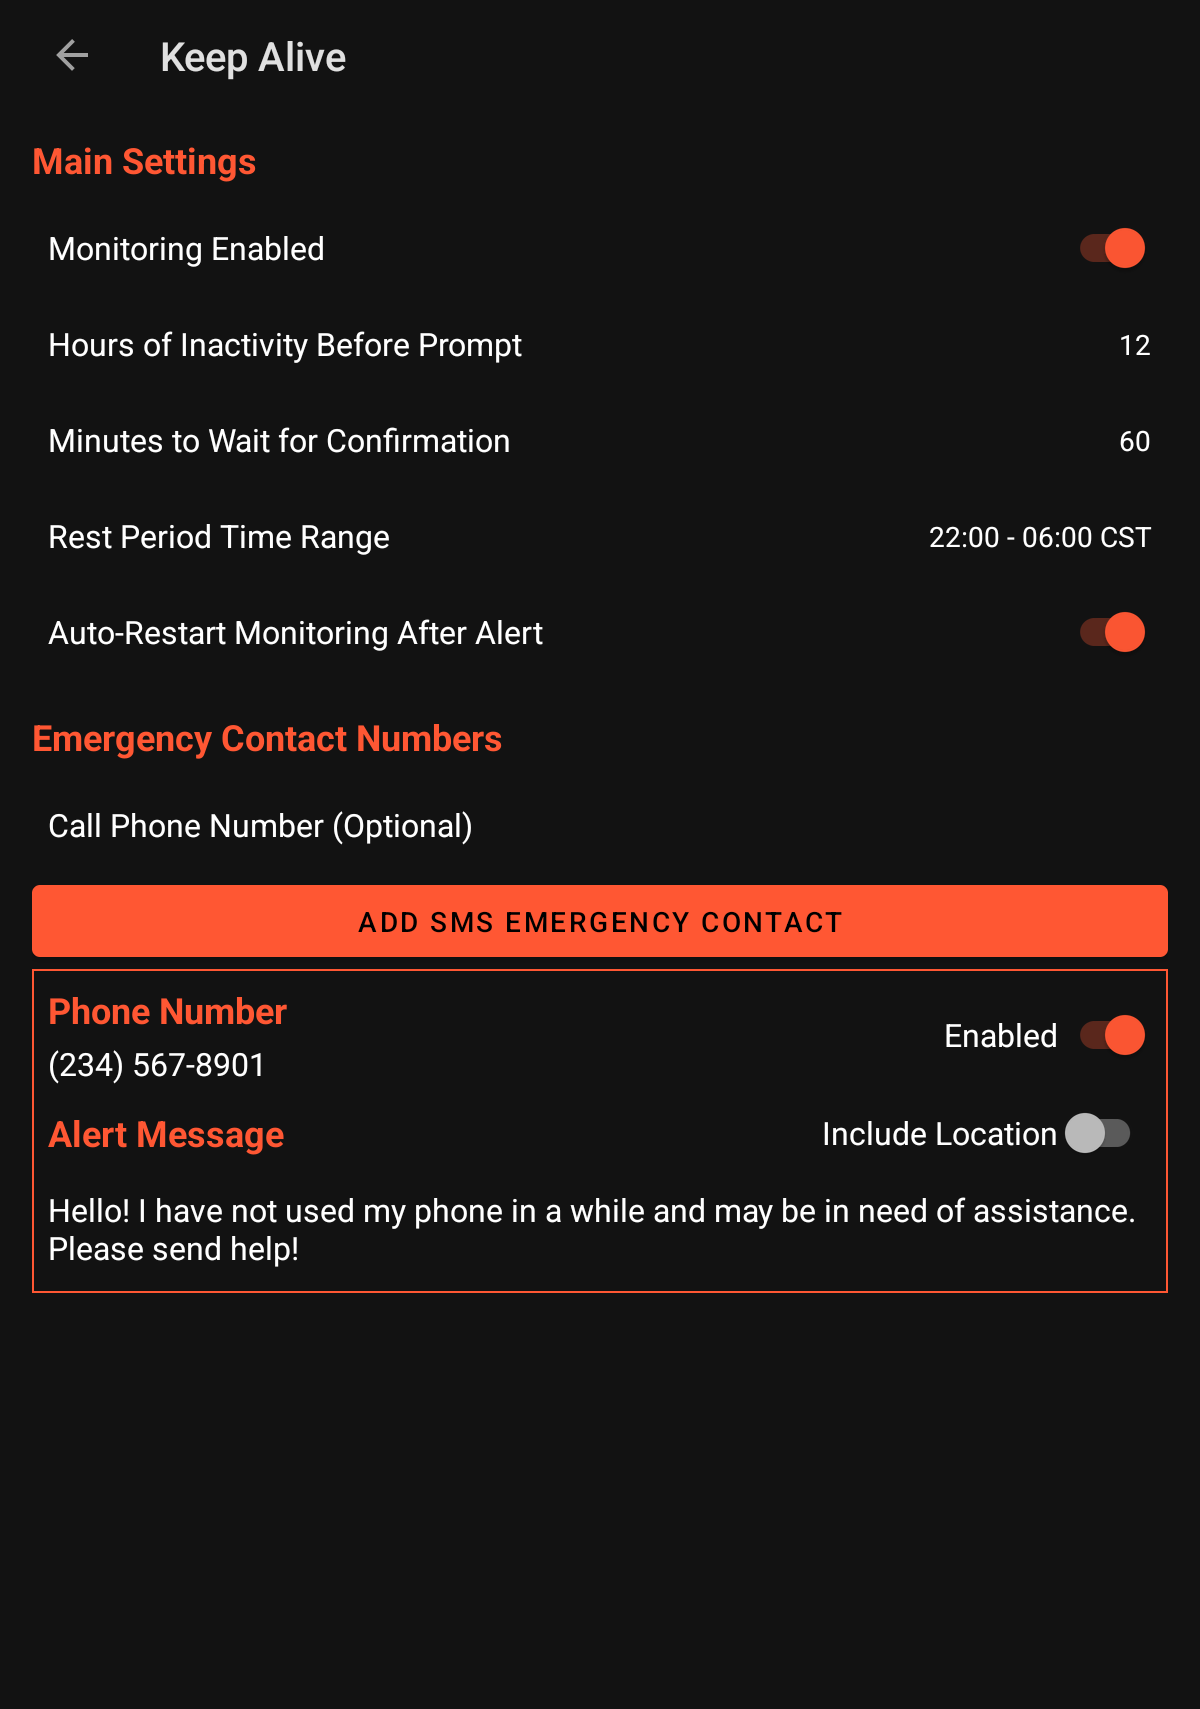 Keep Alive
Main Settings
Monitoring Enabled
Hours of Inactivity Before Prompt 12
Minutes to Wait for Confirmation 60
Rest Period Time Range 22:00 - 06:00 CST
Auto-Restart Monitoring After Alert
Emergency Contact Numbers
Call Phone Number (Optional)
ADD SMS EMERGENCY CONTACT
Phone Number
Enabled
(234) 567-8901
Alert Message Include Location
Hello! I have not used my phone in a while and may be in need of assistance.
Please send help!